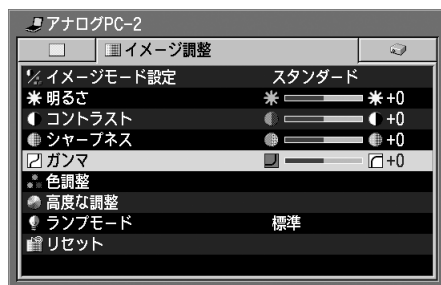 アナログPC-2
イメージ調整
イメージモード設定 スタンダード
明るさ +0
コントラスト +0
シャープネス +0
ガンマ +0
色調整
高度な調整
ランプモード 標準
リセット